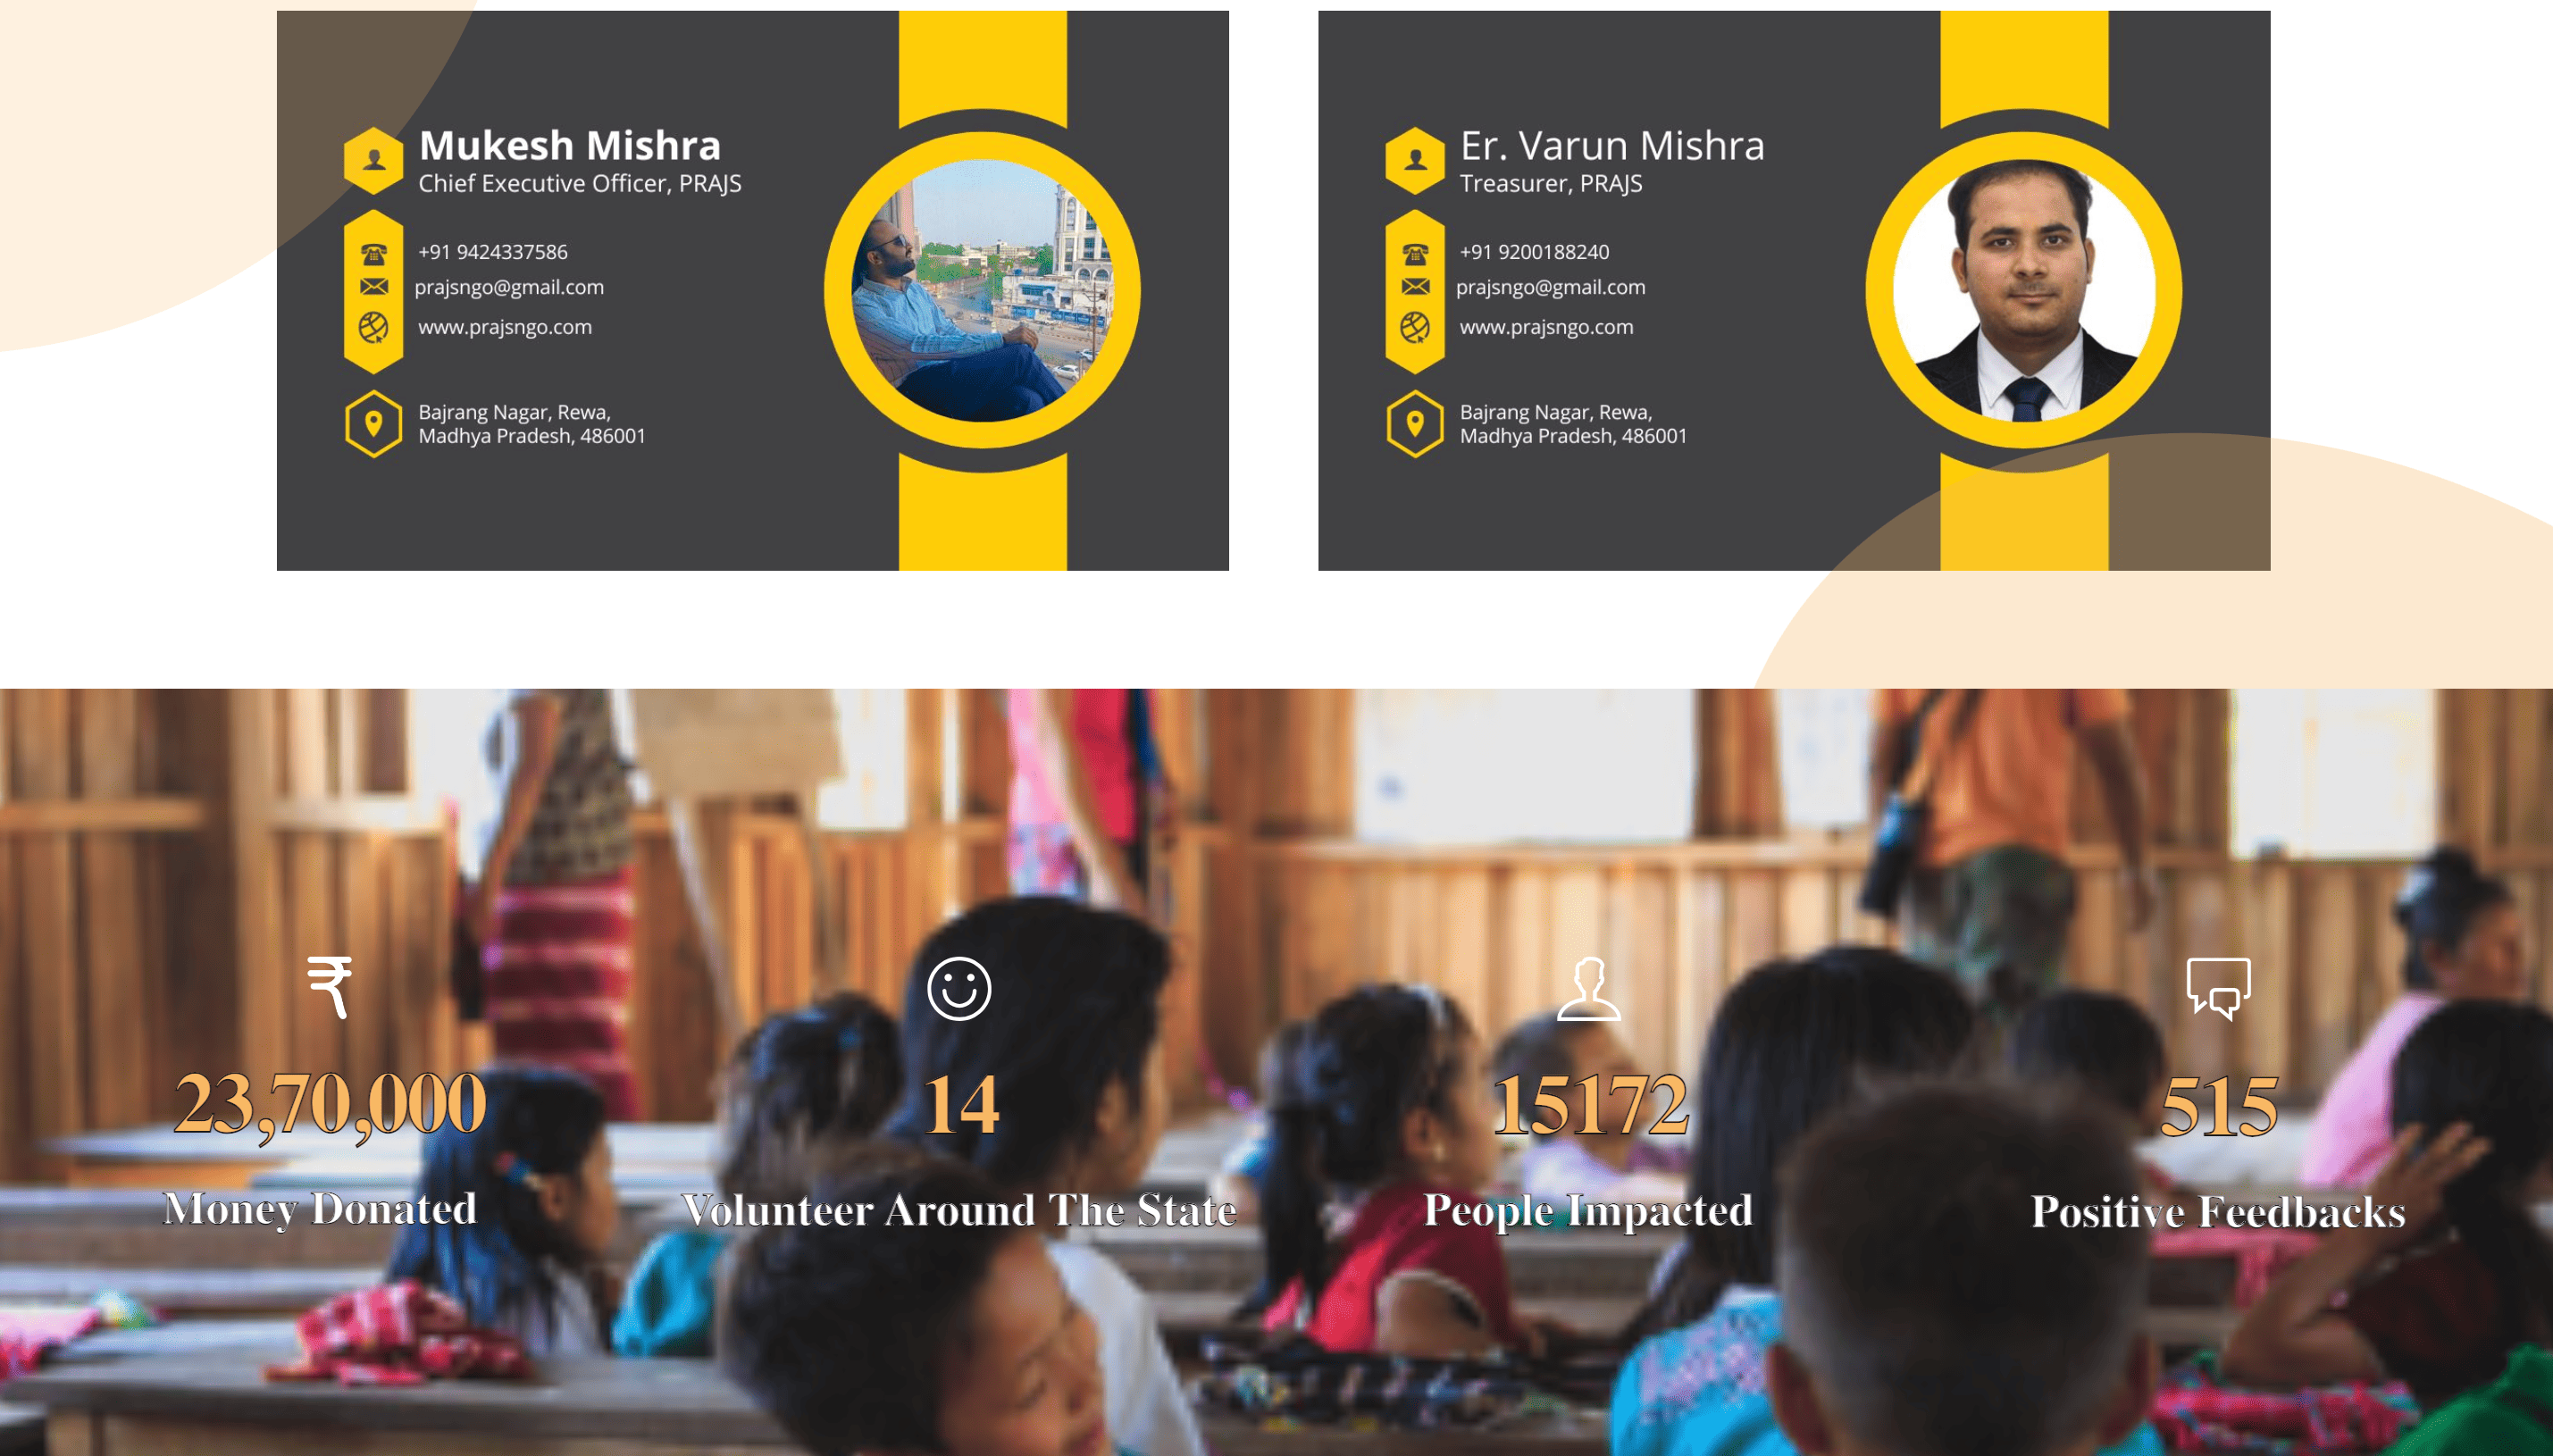 Mukesh Mishra
Chief Executive Officer, PRAJS
+91 9424337586
prajsngo@gmail.com
www.prajsngo.com
Bajrang Nagar, Rewa,
Madhya Pradesh, 486001
Er. Varun Mishra
Treasurer, PRAJS
+91 9200188240
prajsngo@gmail.com
www.prajsngo.com
Bajrang Nagar, Rewa,
Madhya Pradesh, 486001
₹
23,70,000
Money Donated
14
Volunteer Around The State
15172
People Impacted
515
Positive Feedbacks